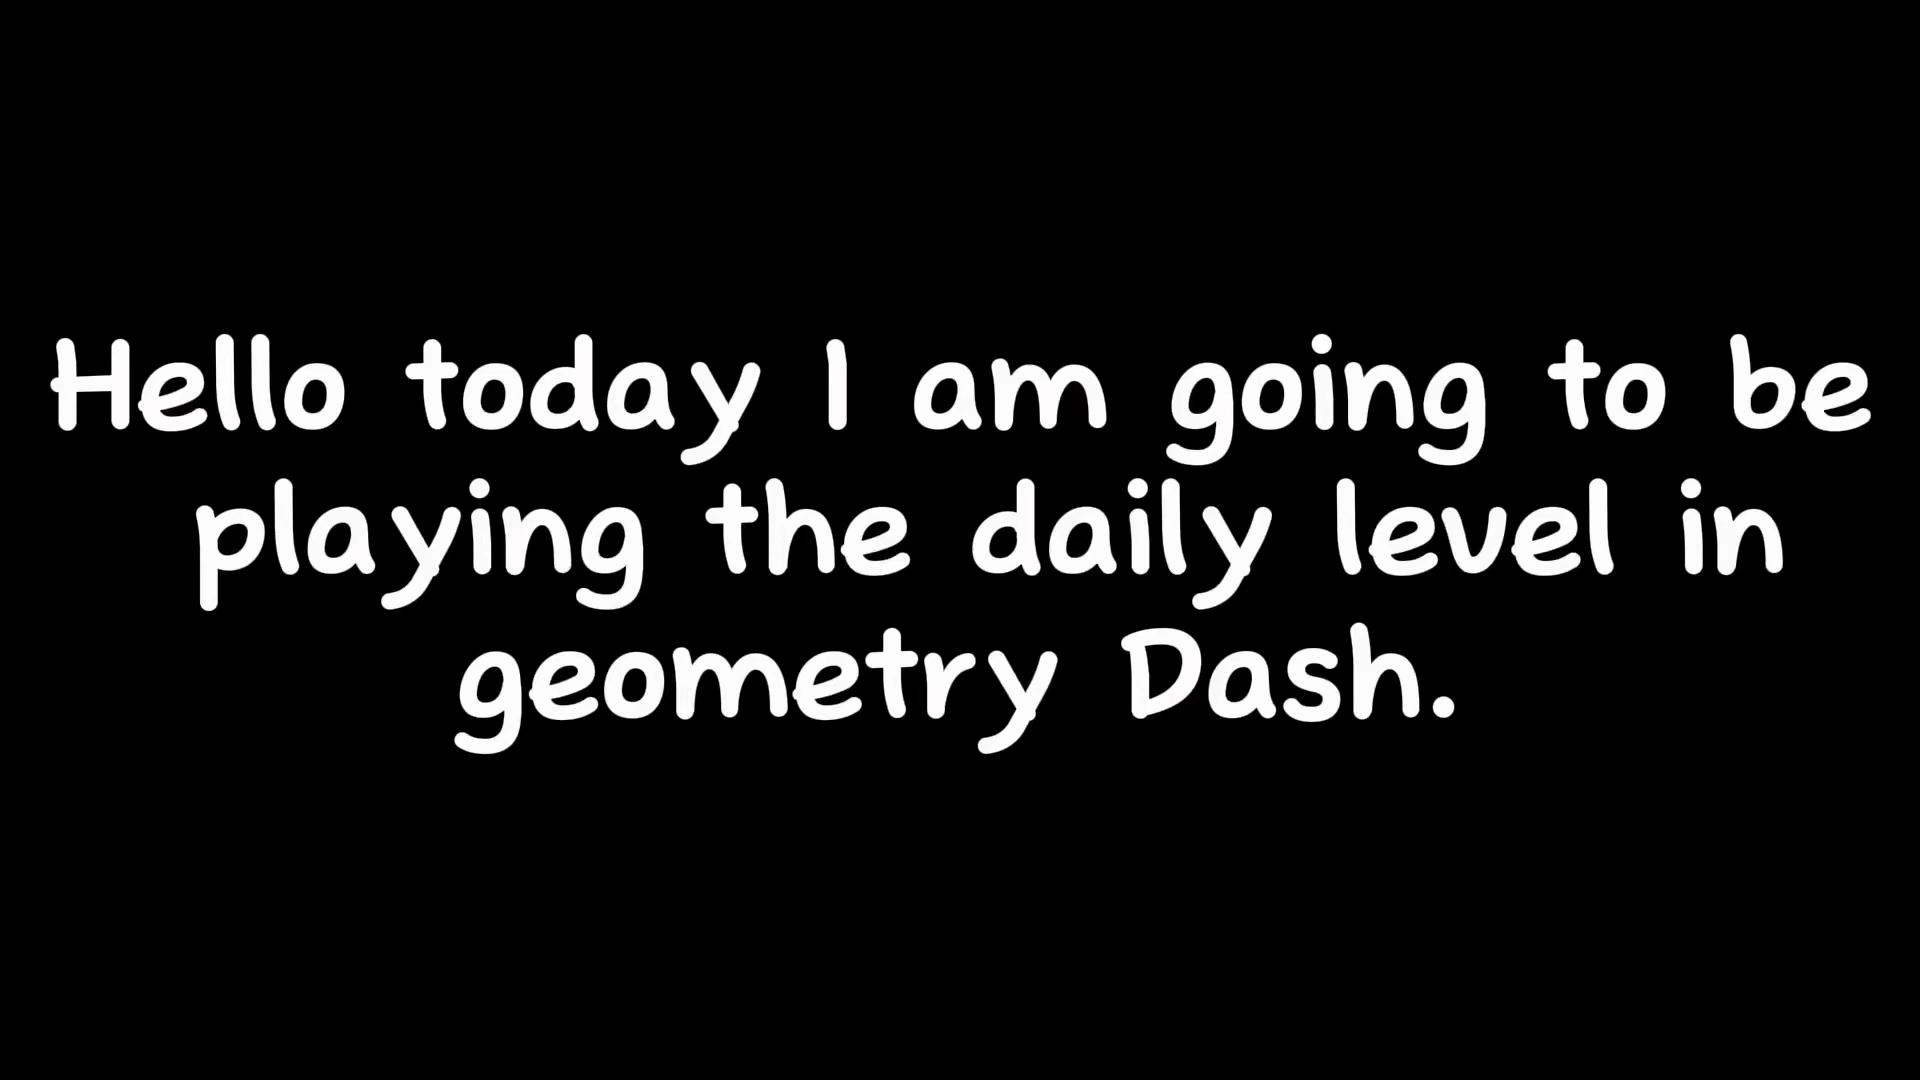 Hello today I am going to be
playing the daily level in
geometry Dash.